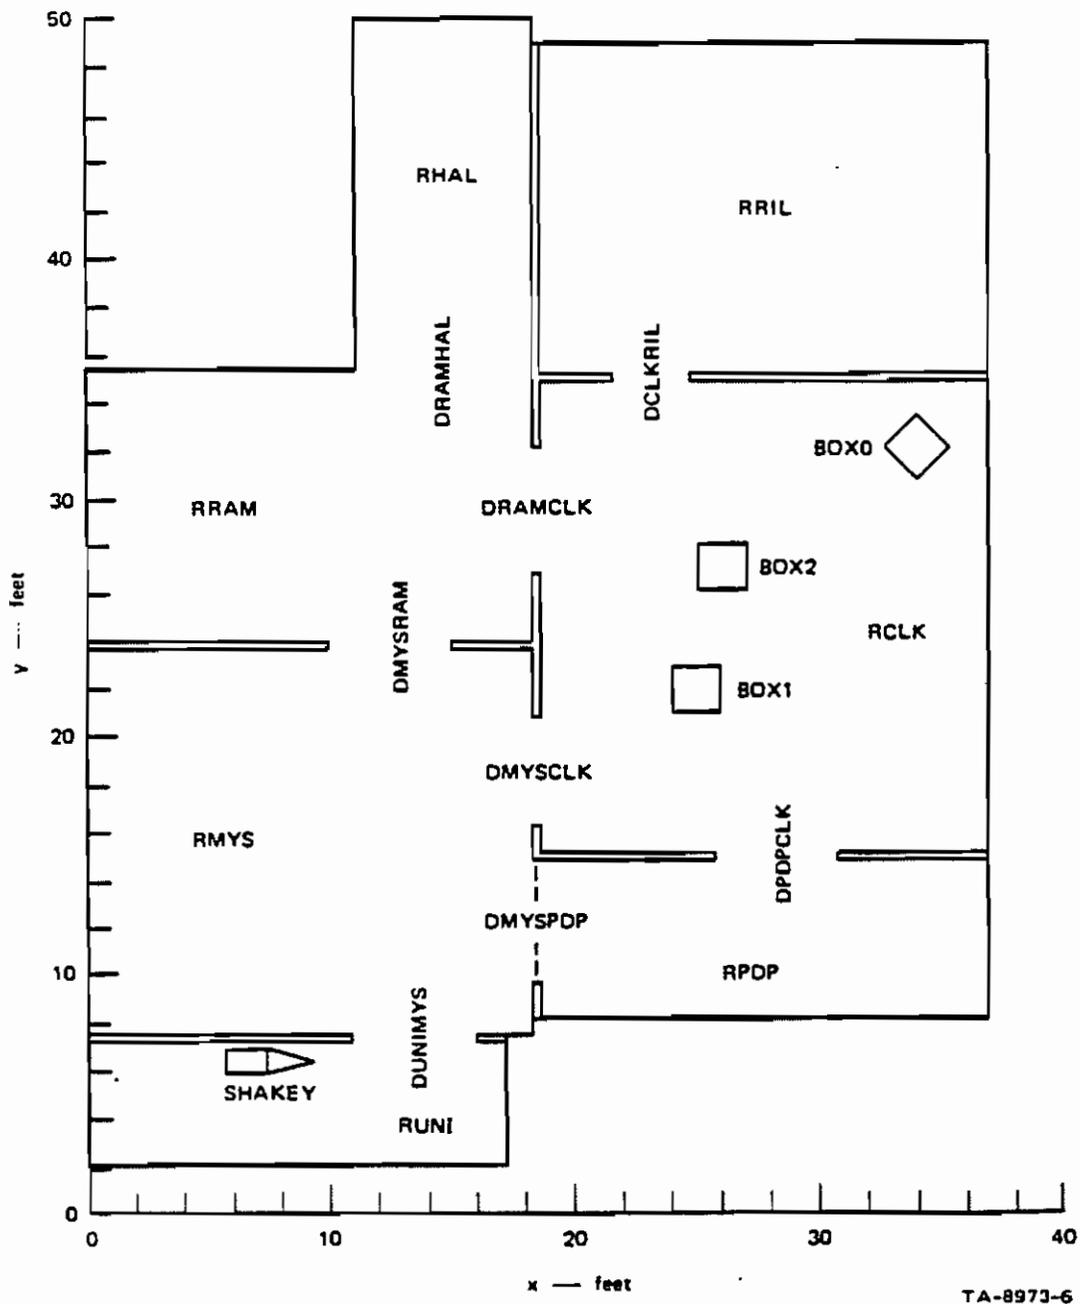 50
RHAL
RRIL
40
DRAMHAL
DCLKRIL
BOX0
30
RRAM
DRAMCLK
BOX2
y — feet
DMYSRAM
RCLK
BOX1
20
DMYSCLK
RMYS
DPDPCLK
DMYSPDP
10
RPDP
DUNIMYS
SHAKEY
RUNI
0
0 10 20 30 40
x — feet
TA-8973-6